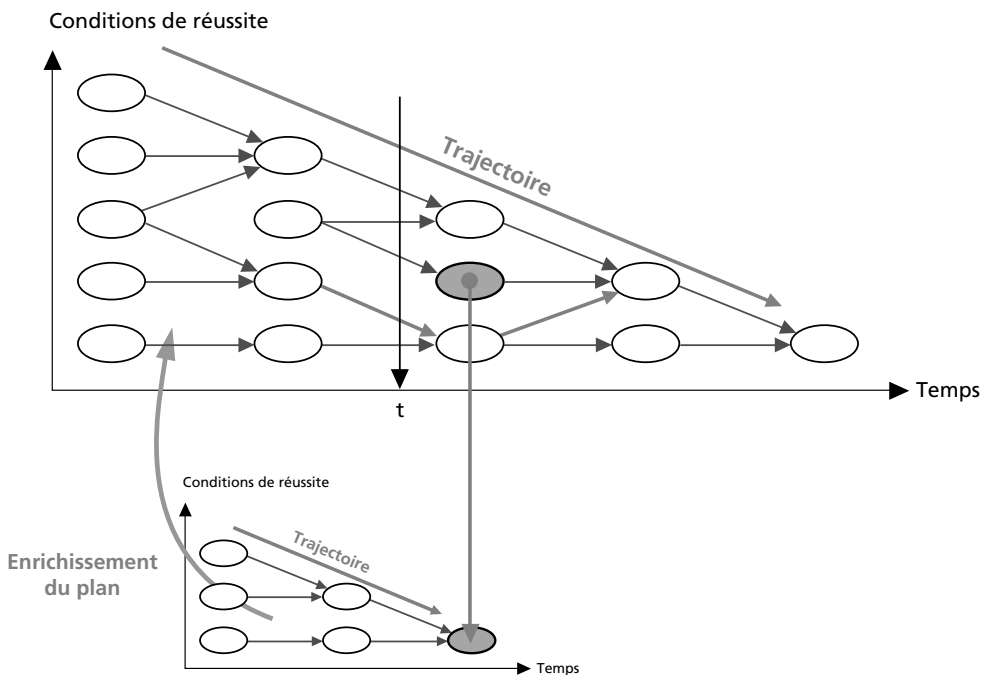 Conditions de réussite
Trajectoire
Temps
t
Conditions de réussite
Trajectoire
Enrichissement
du plan
Temps